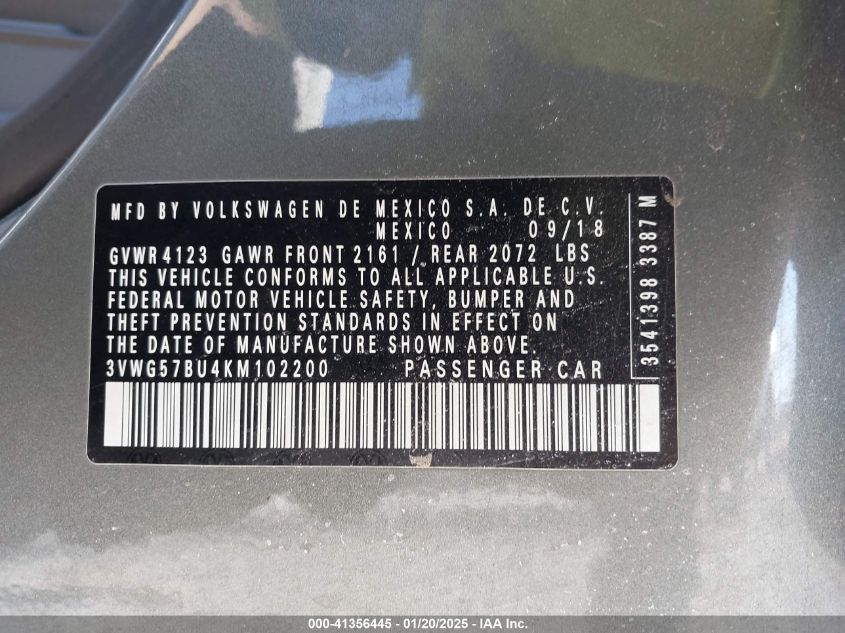 MFD BY VOLKSWAGEN DE MEXICO S.A. DE C.V.
MEXICO 09/18
GVWR 4123 GAWR FRONT 2161 / REAR 2072 LBS
THIS VEHICLE CONFORMS TO ALL APPLICABLE U.S.
FEDERAL MOTOR VEHICLE SAFETY, BUMPER AND
THEFT PREVENTION STANDARDS IN EFFECT ON
THE DATE OF MANUFACTURE SHOWN ABOVE.
3VWG57BU4KM102200 PASSENGER CAR
3541398 3387 M
000-41356445 - 01/20/2025 - IAA Inc.